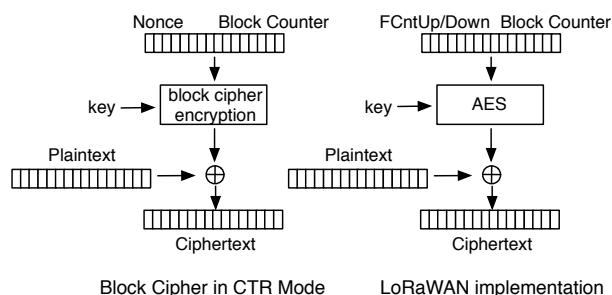 Nonce Block Counter
FCntUp/Down Block Counter
key
block cipher
encryption
key
AES
Plaintext
Plaintext
Ciphertext
Ciphertext
Block Cipher in CTR Mode
LoRaWAN implementation